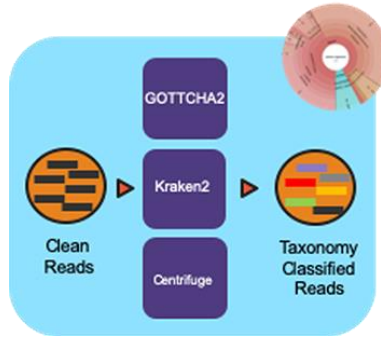 GOTTCHA2
Kraken2
Centrifuge
Clean
Reads
Taxonomy
Classified
Reads